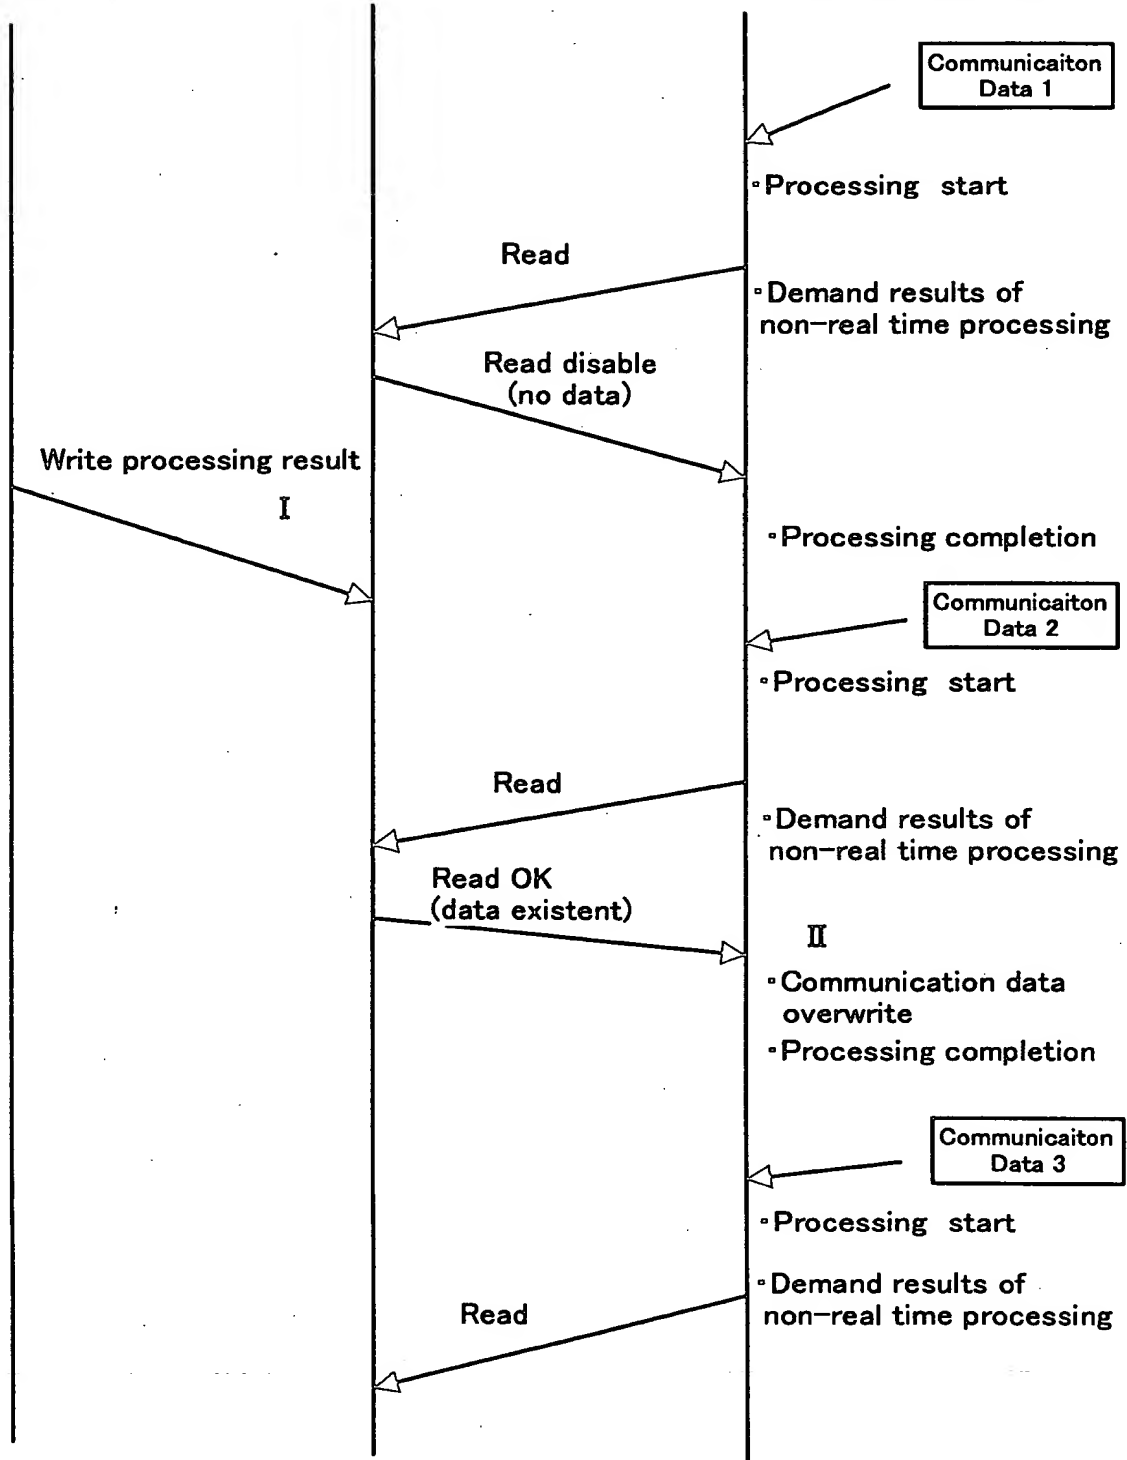 Communicaiton
Data 1
▫Processing start
Read
▫Demand results of
non-real time processing
Read disable
(no data)
Write processing result
I
▫Processing completion
Communicaiton
Data 2
▫Processing start
Read
▫Demand results of
non-real time processing
Read OK
(data existent)
II
▫Communication data
overwrite
▫Processing completion
Communicaiton
Data 3
▫Processing start
▫Demand results of
non-real time processing
Read